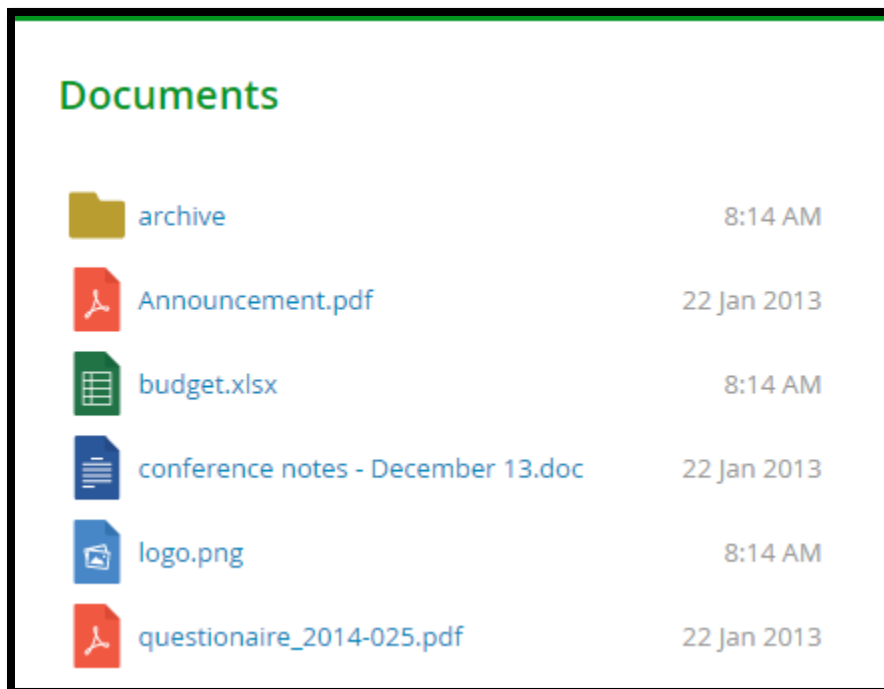 Documents
archive 8:14 AM
Announcement.pdf 22 Jan 2013
budget.xlsx 8:14 AM
conference notes - December 13.doc 22 Jan 2013
logo.png 8:14 AM
questionaire_2014-025.pdf 22 Jan 2013